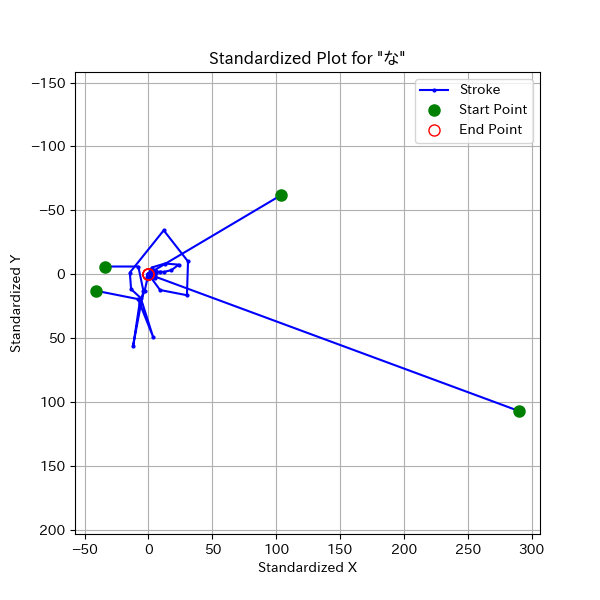 Standardized Plot for "な"
Stroke
Start Point
End Point
−150
−100
−50
0
50
100
150
200
Standardized Y
−50 0 50 100 150 200 250 300
Standardized X